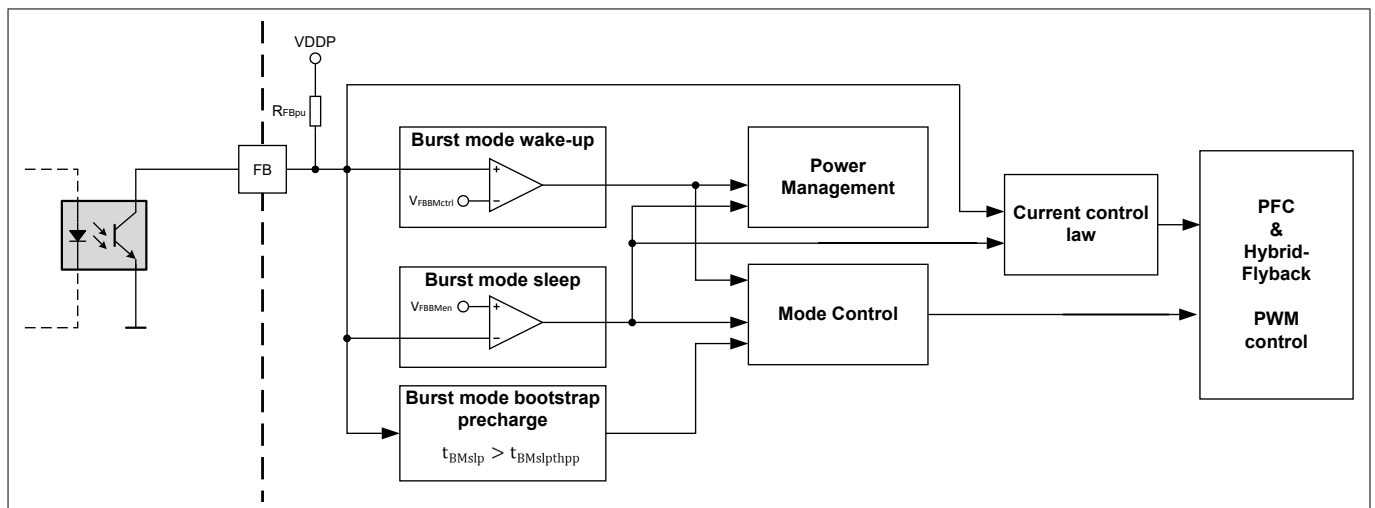 VDDP
RFBpu
FB
Burst mode wake-up
+
VFBBMctrl
−
Burst mode sleep
VFBBMen
+
−
Burst mode bootstrap
precharge
tBMslp > tBMslpthpp
Power
Management
Mode Control
Current control
law
PFC
&
Hybrid-
Flyback
PWM
control